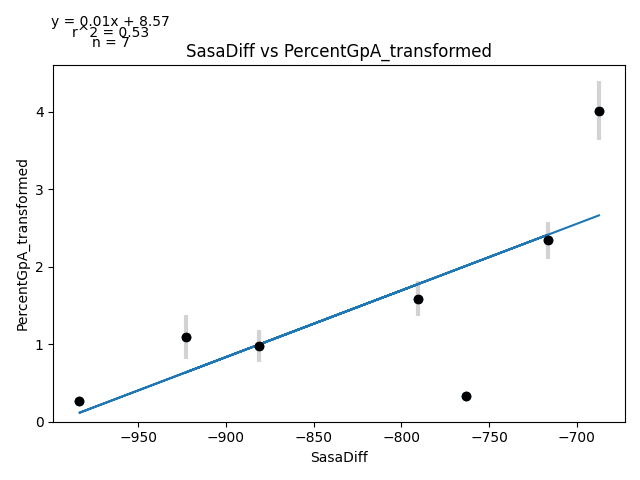 y = 0.01x + 8.57
r^2 = 0.53
n = 7
SasaDiff vs PercentGpA_transformed
PercentGpA_transformed
4
3
2
1
0
−950
−900
−850
−800
−750
−700
SasaDiff